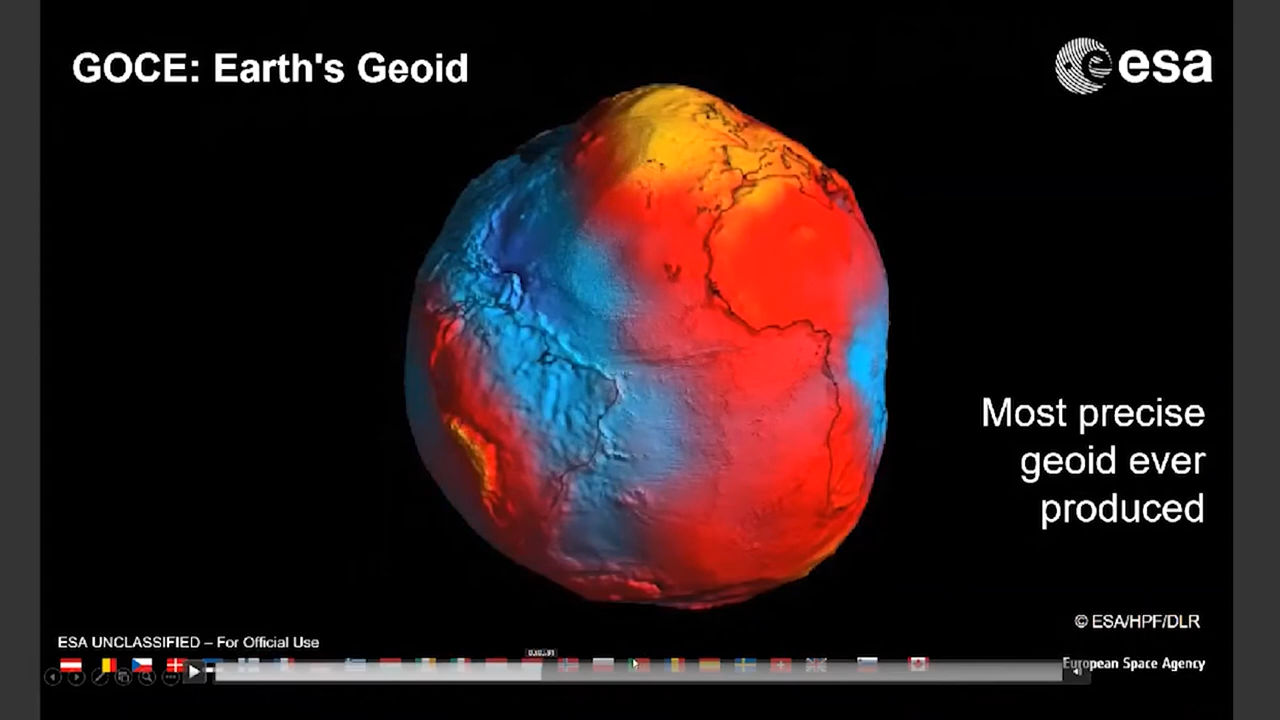 GOCE: Earth's Geoid
esa
Most precise
geoid ever
produced
© ESA/HPF/DLR
ESA UNCLASSIFIED – For Official Use
European Space Agency